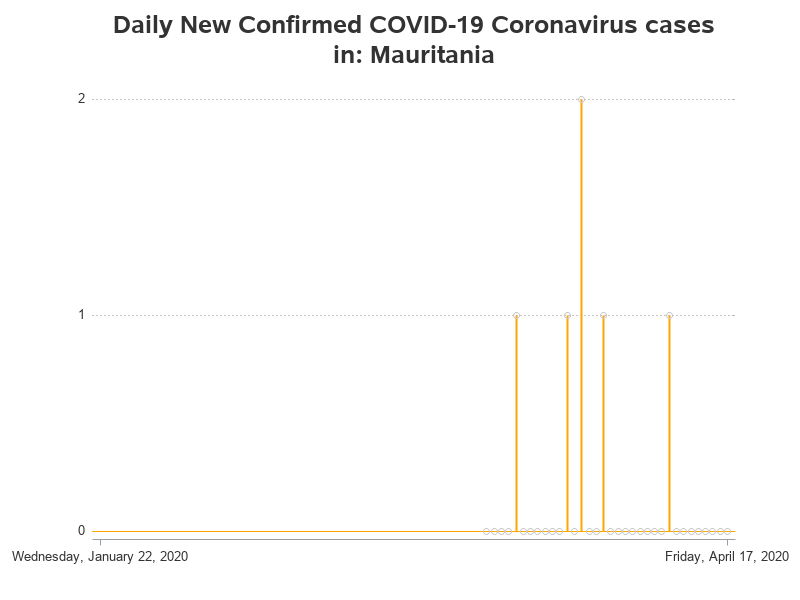 Daily New Confirmed COVID-19 Coronavirus cases
in: Mauritania
2
1
0
Wednesday, January 22, 2020
Friday, April 17, 2020